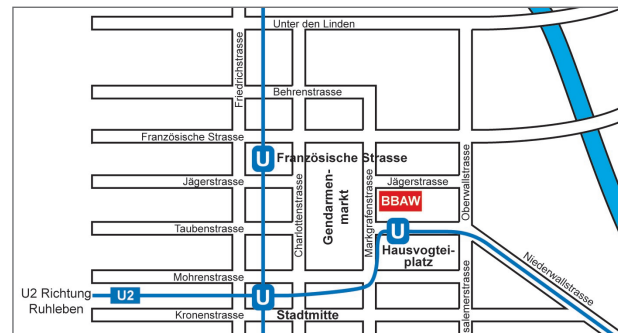 Unter den Linden
Friedrichstrasse
Behrenstrasse
Französische Strasse
U Französische Strasse
Jägerstrasse
Charlottenstrasse
Gendarmen-
markt
Markgrafenstrasse
Jägerstrasse
BBAW
Oberwallstrasse
Taubenstrasse
U
Hausvogtei-
platz
Niederwallstrasse
Mohrenstrasse
U2 Richtung
Ruhleben
U2
U
Stadtmitte
Kronenstrasse
salemerstrasse